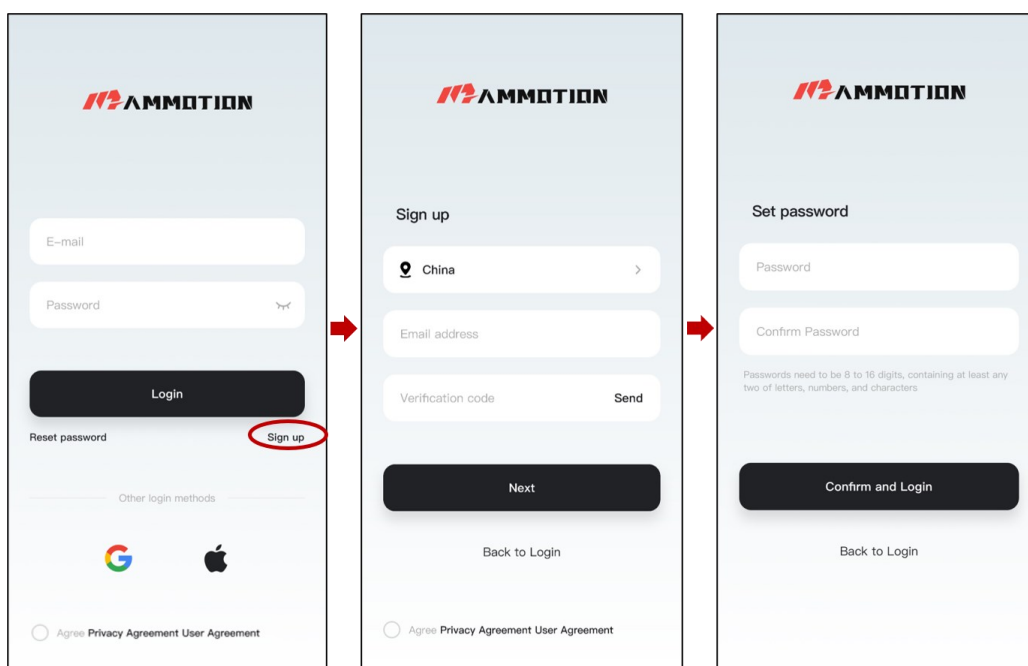 MAMMOTION
E-mail
Password
Login
Reset password
Sign up
Other login methods
Agree Privacy Agreement User Agreement
MAMMOTION
Sign up
China
Email address
Verification code
Send
Next
Back to Login
Agree Privacy Agreement User Agreement
MAMMOTION
Set password
Password
Confirm Password
Passwords need to be 8 to 16 digits, containing at least any
two of letters, numbers, and characters
Confirm and Login
Back to Login